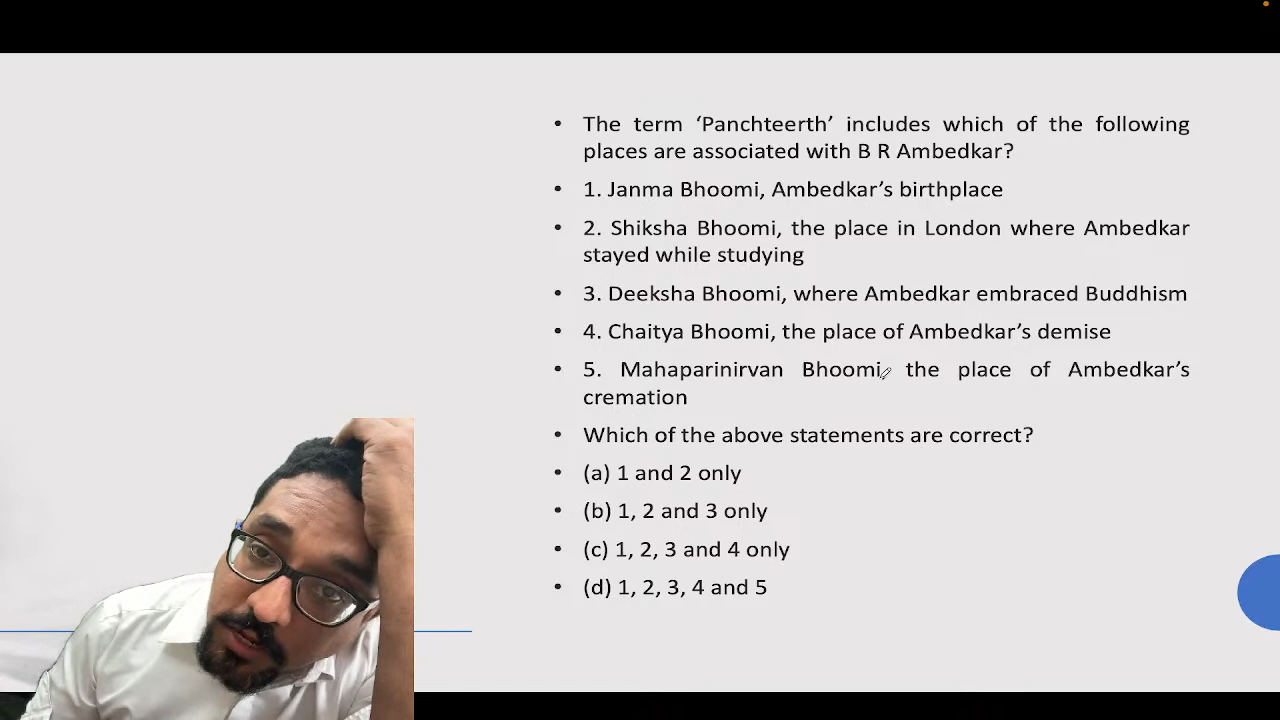 • The term ‘Panchteerth’ includes which of the following
places are associated with B R Ambedkar?
• 1. Janma Bhoomi, Ambedkar’s birthplace
• 2. Shiksha Bhoomi, the place in London where Ambedkar
stayed while studying
• 3. Deeksha Bhoomi, where Ambedkar embraced Buddhism
• 4. Chaitya Bhoomi, the place of Ambedkar’s demise
• 5. Mahaparinirvan Bhoomi, the place of Ambedkar’s
cremation
• Which of the above statements are correct?
• (a) 1 and 2 only
• (b) 1, 2 and 3 only
• (c) 1, 2, 3 and 4 only
• (d) 1, 2, 3, 4 and 5